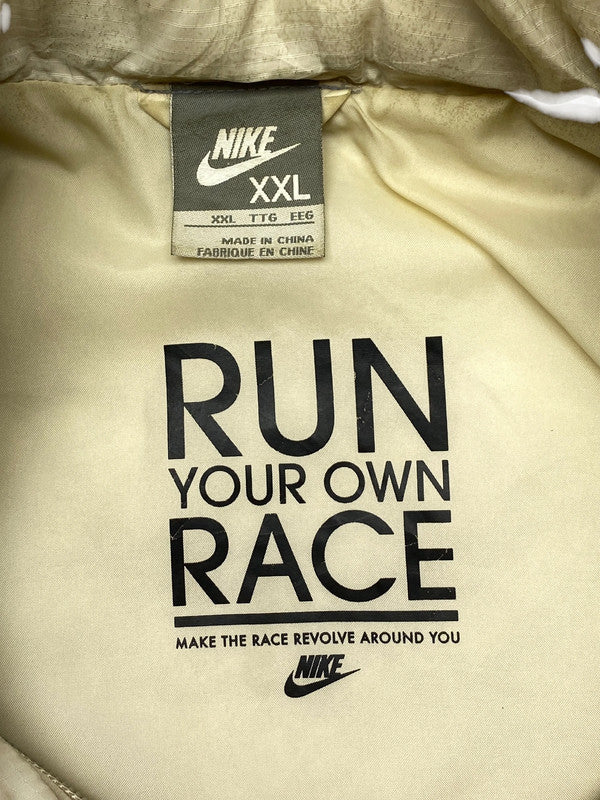 NIKE
XXL
XXL TTG EEG
MADE IN CHINA
FABRIQUE EN CHINE
RUN
YOUR OWN
RACE
MAKE THE RACE REVOLVE AROUND YOU
NIKE